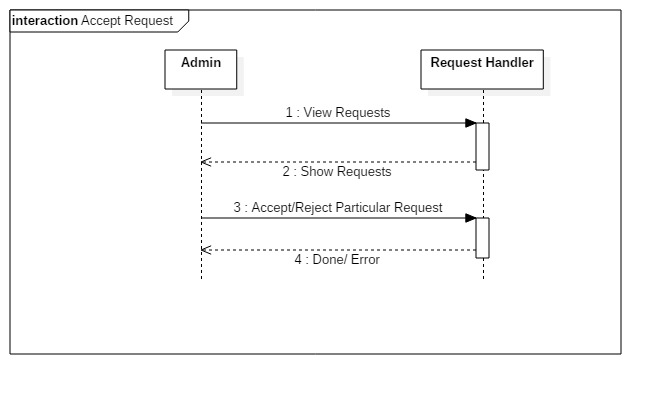 interaction Accept Request
Admin
Request Handler
1 : View Requests
2 : Show Requests
3 : Accept/Reject Particular Request
4 : Done/ Error